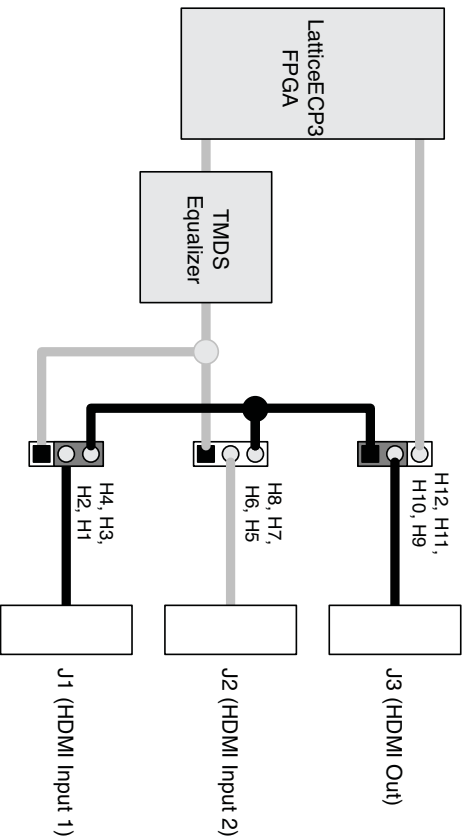 LatticeECP3
FPGA
TMDS
Equalizer
H12, H11,
H10, H9
H8, H7,
H6, H5
H4, H3,
H2, H1
J3 (HDMI Out)
J2 (HDMI Input 2)
J1 (HDMI Input 1)